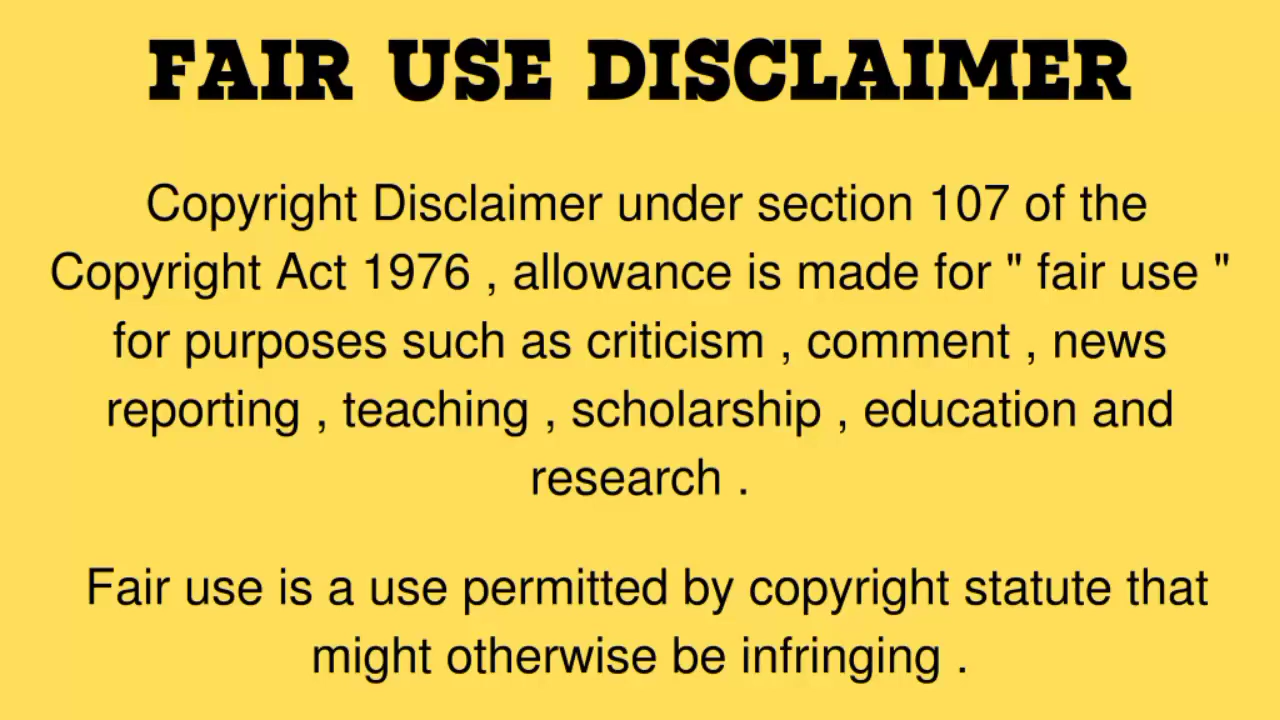 FAIR USE DISCLAIMER
Copyright Disclaimer under section 107 of the
Copyright Act 1976 , allowance is made for " fair use "
for purposes such as criticism , comment , news
reporting , teaching , scholarship , education and
research .
Fair use is a use permitted by copyright statute that
might otherwise be infringing .